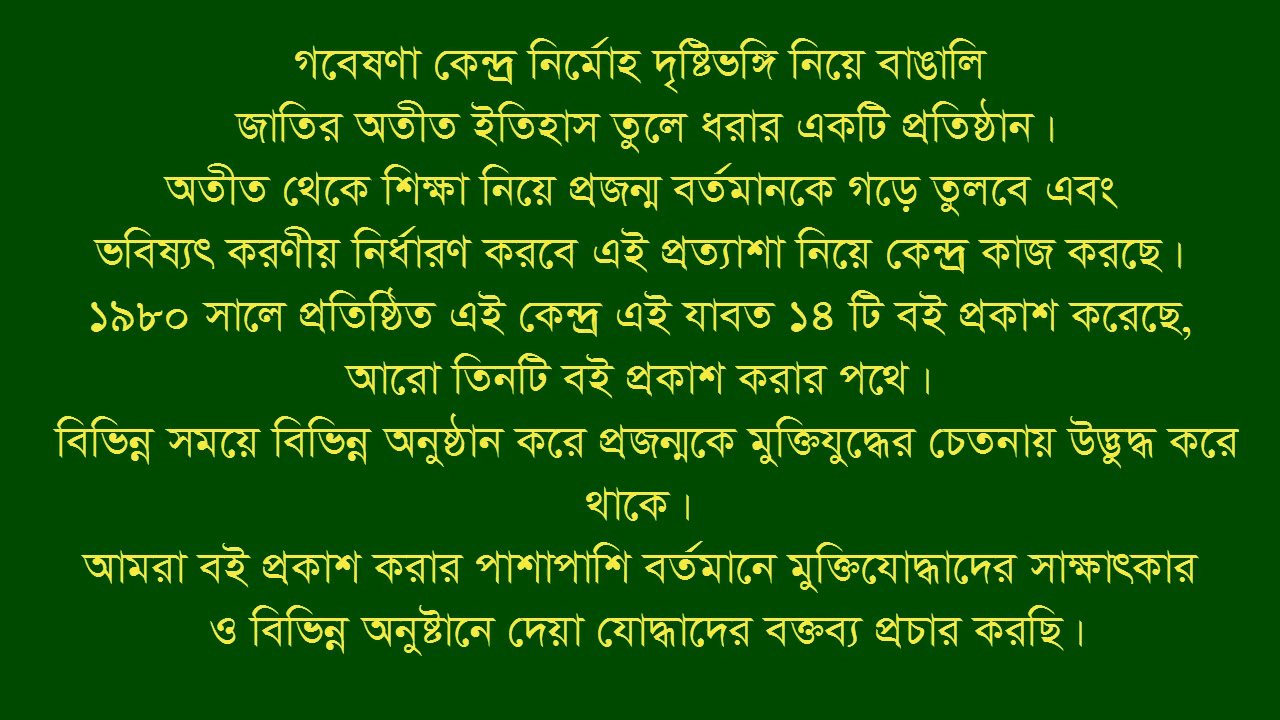 গবেষণা কেন্দ্র নির্মোহ দৃষ্টিভঙ্গি নিয়ে বাঙালি
জাতির অতীত ইতিহাস তুলে ধরার একটি প্রতিষ্ঠান।
অতীত থেকে শিক্ষা নিয়ে প্রজন্ম বর্তমানকে গড়ে তুলবে এবং
ভবিষ্যৎ করণীয় নির্ধারণ করবে এই প্রত্যাশা নিয়ে কেন্দ্র কাজ করছে।
১৯৮০ সালে প্রতিষ্ঠিত এই কেন্দ্র এই যাবত ১৪ টি বই প্রকাশ করেছে,
আরো তিনটি বই প্রকাশ করার পথে।
বিভিন্ন সময়ে বিভিন্ন অনুষ্ঠান করে প্রজন্মকে মুক্তিযুদ্ধের চেতনায় উদ্ভুদ্ধ করে
থাকে।
আমরা বই প্রকাশ করার পাশাপাশি বর্তমানে মুক্তিযোদ্ধাদের সাক্ষাৎকার
ও বিভিন্ন অনুষ্টানে দেয়া যোদ্ধাদের বক্তব্য প্রচার করছি।